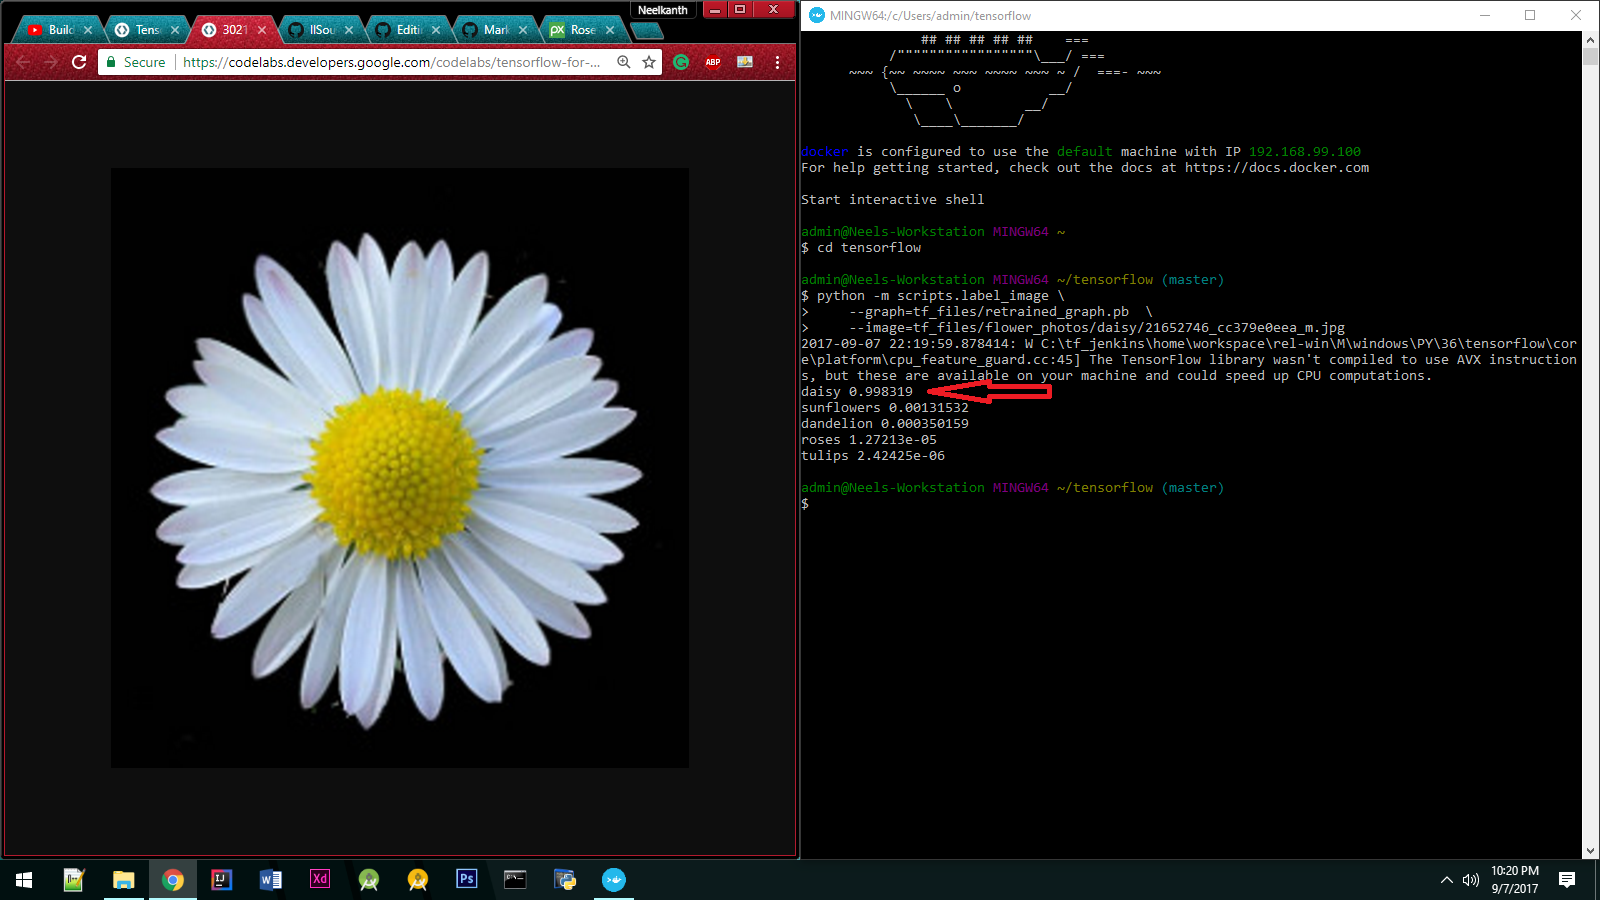 Neelkanth
Build
Tens
3021
IlSou
Editi
Mark
Rose
Secure
https://codelabs.developers.google.com/codelabs/tensorflow-for-...
ABP
MINGW64:/c/Users/admin/tensorflow
## ## ## ## ##    ===
/"""""""""""""""""\___/ ===
~~~ {~~ ~~~~ ~~~ ~~~~ ~~~ ~ /  ===- ~~~
\______ o           __/
\    \         __/
\____\_______/
docker is configured to use the default machine with IP 192.168.99.100
For help getting started, check out the docs at https://docs.docker.com
Start interactive shell
admin@Neels-Workstation MINGW64 ~
$ cd tensorflow
admin@Neels-Workstation MINGW64 ~/tensorflow (master)
$ python -m scripts.label_image \
>     --graph=tf_files/retrained_graph.pb  \
>     --image=tf_files/flower_photos/daisy/21652746_cc379e0eea_m.jpg
2017-09-07 22:19:59.878414: W C:\tf_jenkins\home\workspace\rel-win\M\windows\PY\36\tensorflow\cor
e\platform\cpu_feature_guard.cc:45] The TensorFlow library wasn't compiled to use AVX instruction
s, but these are available on your machine and could speed up CPU computations.
daisy 0.998319
sunflowers 0.00131532
dandelion 0.000350159
roses 1.27213e-05
tulips 2.42425e-06
admin@Neels-Workstation MINGW64 ~/tensorflow (master)
$
10:20 PM
9/7/2017